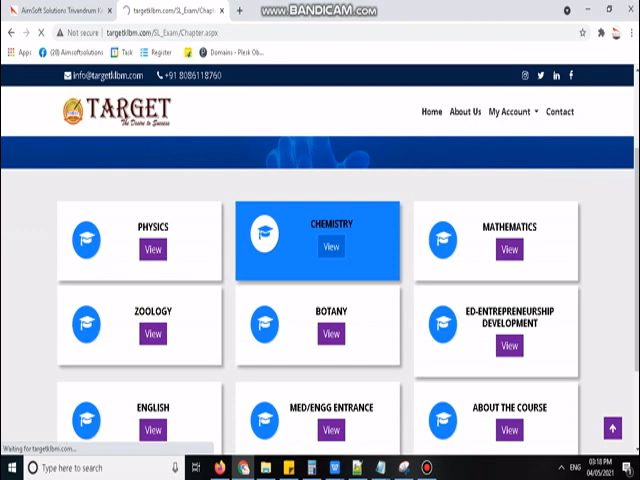 AimSoft Solutions Trivandrum K
targetklbm.com/SL_Exam/Chapt
www.BANDICAM.com
Not secure | targetklbm.com/SL_Exam/Chapter.aspx
Apps (20) Aimsoftsolutions Task Register Domains - Plesk Ob...
info@targetklbm.com +91 8086118760
TARGET
The Desire to Success
Home About Us My Account Contact
PHYSICS CHEMISTRY MATHEMATICS
View View View
ZOOLOGY BOTANY ED-ENTREPRENEURSHIP
DEVELOPMENT
View View View
ENGLISH MED/ENGG ENTRANCE ABOUT THE COURSE
View View View
Waiting for targetklbm.com...
Type here to search
ENG
03:18 PM
04/05/2021